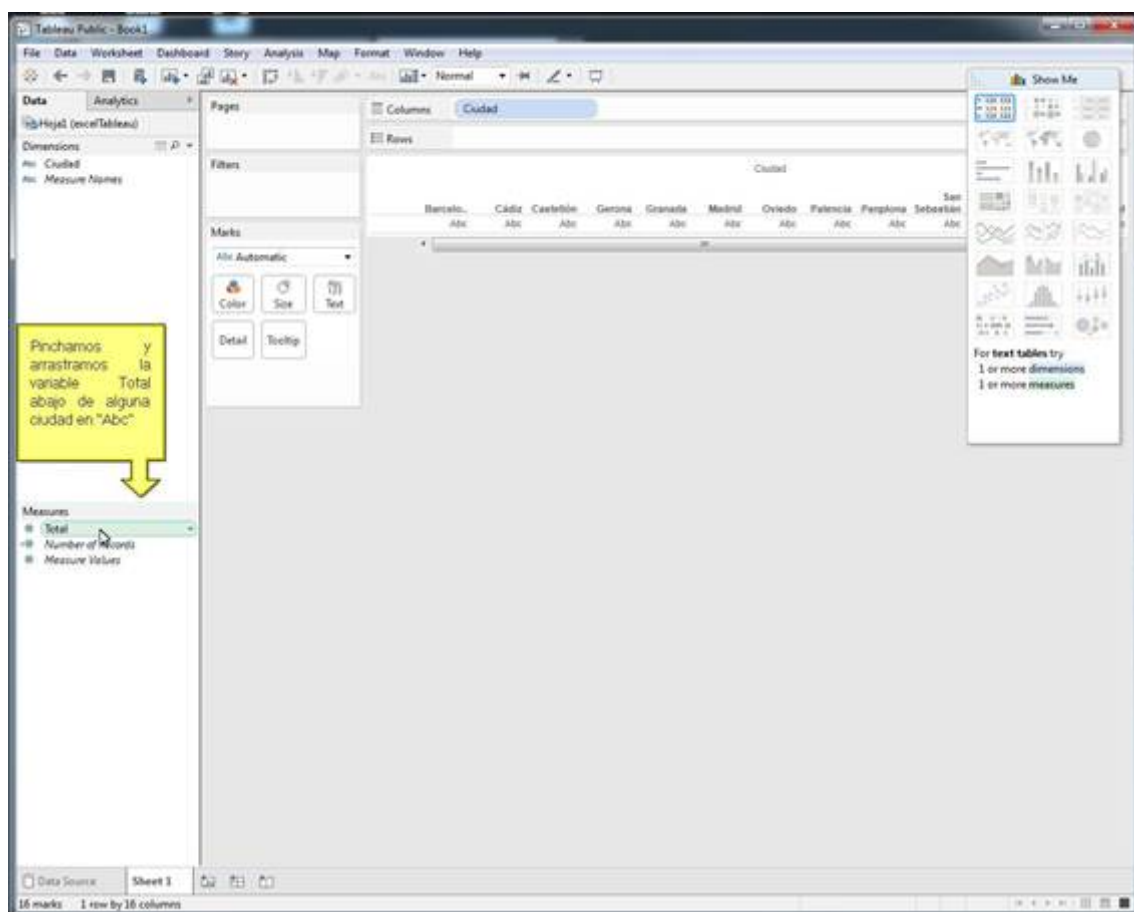 Tableau Public - Book1
File Data Worksheet Dashboard Story Analysis Map Format Window Help
Normal
Show Me
Data Analytics
Pages
Columns Ciudad
Hoja1 (excelTableau)
Dimensions
Rows
Abc Ciudad
Abc Measure Names
Filters
Ciudad
Barcelo.. Cádiz Castellón Gerona Granada Madrid Oviedo Palencia Pamplona San Sebastián
Abc Abc Abc Abc Abc Abc Abc Abc Abc Abc
Marks
Abc Automatic
Color Size Text
Detail Tooltip
Pinchamos y
arrastramos la
variable Total
abajo de alguna
ciudad en "Abc"
For text tables try
1 or more dimensions
1 or more measures
Measures
Total
Number of Records
Measure Values
Data Source Sheet 1
16 marks 1 row by 16 columns